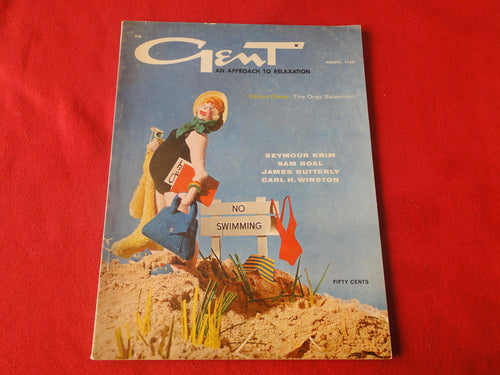 Gent
AN APPROACH TO RELAXATION
AUGUST, 1958
The Orgy Salesman!
SEYMOUR KRIM
SAM BOAL
JAMES BUTTERLY
CARL H. WINSTON
NO
SWIMMING
FIFTY CENTS